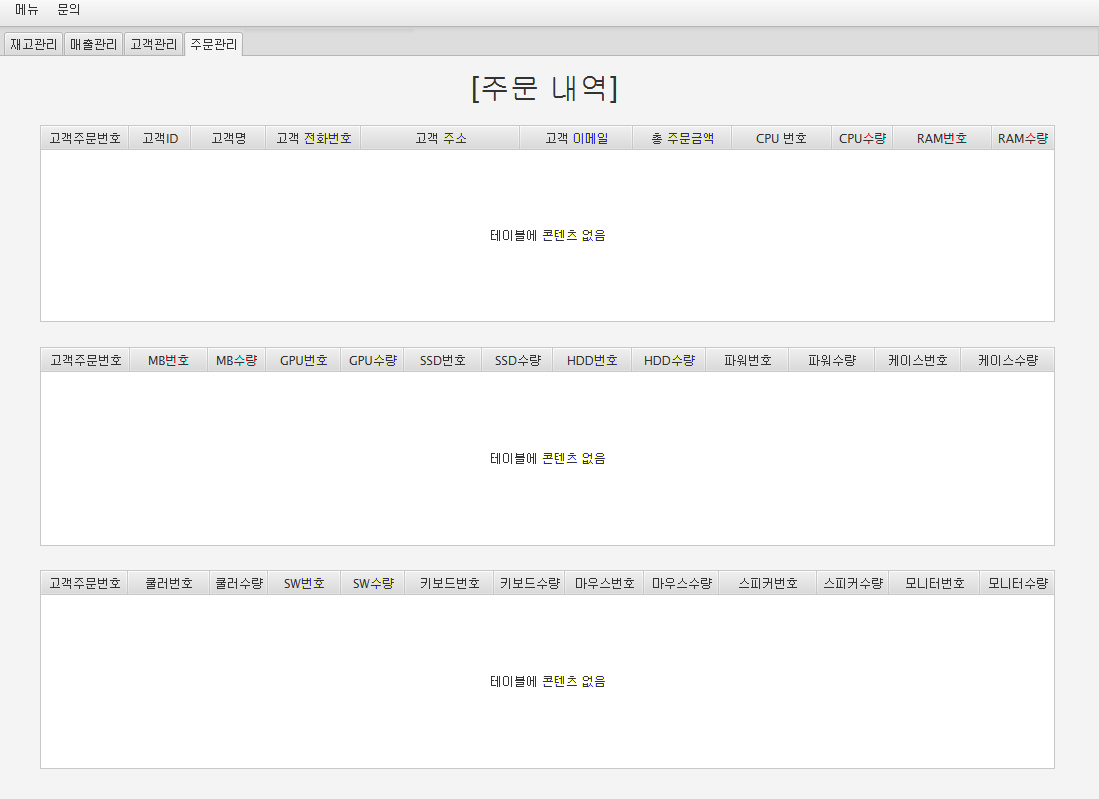 메뉴 문의
재고관리 매출관리 고객관리 주문관리
[주문 내역]
고객주문번호 고객ID 고객명 고객 전화번호 고객 주소 고객 이메일 총 주문금액 CPU 번호 CPU수량 RAM번호 RAM수량
테이블에 콘텐츠 없음
고객주문번호 MB번호 MB수량 GPU번호 GPU수량 SSD번호 SSD수량 HDD번호 HDD수량 파워번호 파워수량 케이스번호 케이스수량
테이블에 콘텐츠 없음
고객주문번호 쿨러번호 쿨러수량 SW번호 SW수량 키보드번호 키보드수량 마우스번호 마우스수량 스피커번호 스피커수량 모니터번호 모니터수량
테이블에 콘텐츠 없음